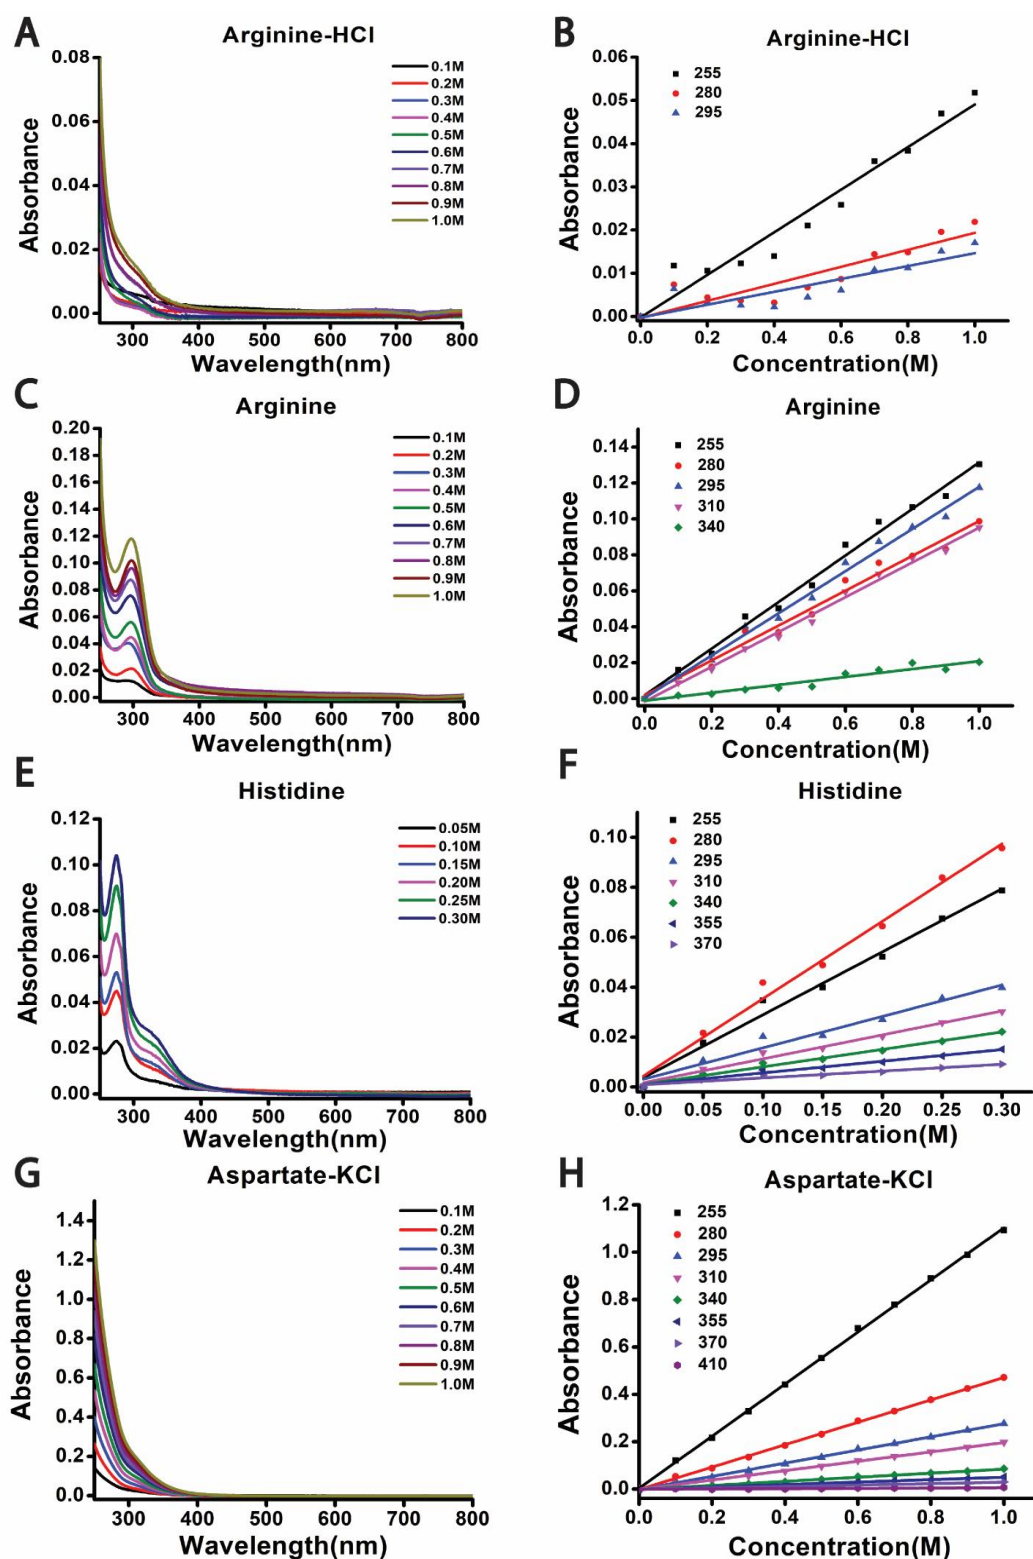 A
Arginine-HCl
0.08
0.06
0.04
0.02
0.00
Absorbance
0.1M
0.2M
0.3M
0.4M
0.5M
0.6M
0.7M
0.8M
0.9M
1.0M
300 400 500 600 700 800
Wavelength(nm)
B
Arginine-HCl
0.06
0.05
0.04
0.03
0.02
0.01
0.00
Absorbance
255
280
295
0.0 0.2 0.4 0.6 0.8 1.0
Concentration(M)
C
Arginine
0.20
0.18
0.16
0.14
0.12
0.10
0.08
0.06
0.04
0.02
0.00
Absorbance
0.1M
0.2M
0.3M
0.4M
0.5M
0.6M
0.7M
0.8M
0.9M
1.0M
300 400 500 600 700 800
Wavelength(nm)
D
Arginine
0.14
0.12
0.10
0.08
0.06
0.04
0.02
0.00
Absorbance
255
280
295
310
340
0.0 0.2 0.4 0.6 0.8 1.0
Concentration(M)
E
Histidine
0.12
0.10
0.08
0.06
0.04
0.02
0.00
Absorbance
0.05M
0.10M
0.15M
0.20M
0.25M
0.30M
300 400 500 600 700 800
Wavelength(nm)
F
Histidine
0.10
0.08
0.06
0.04
0.02
0.00
Absorbance
255
280
295
310
340
355
370
0.00 0.05 0.10 0.15 0.20 0.25 0.30
Concentration(M)
G
Aspartate-KCl
1.4
1.2
1.0
0.8
0.6
0.4
0.2
0.0
Absorbance
0.1M
0.2M
0.3M
0.4M
0.5M
0.6M
0.7M
0.8M
0.9M
1.0M
300 400 500 600 700 800
Wavelength(nm)
H
Aspartate-KCl
1.2
1.0
0.8
0.6
0.4
0.2
0.0
Absorbance
255
280
295
310
340
355
370
410
0.0 0.2 0.4 0.6 0.8 1.0
Concentration(M)